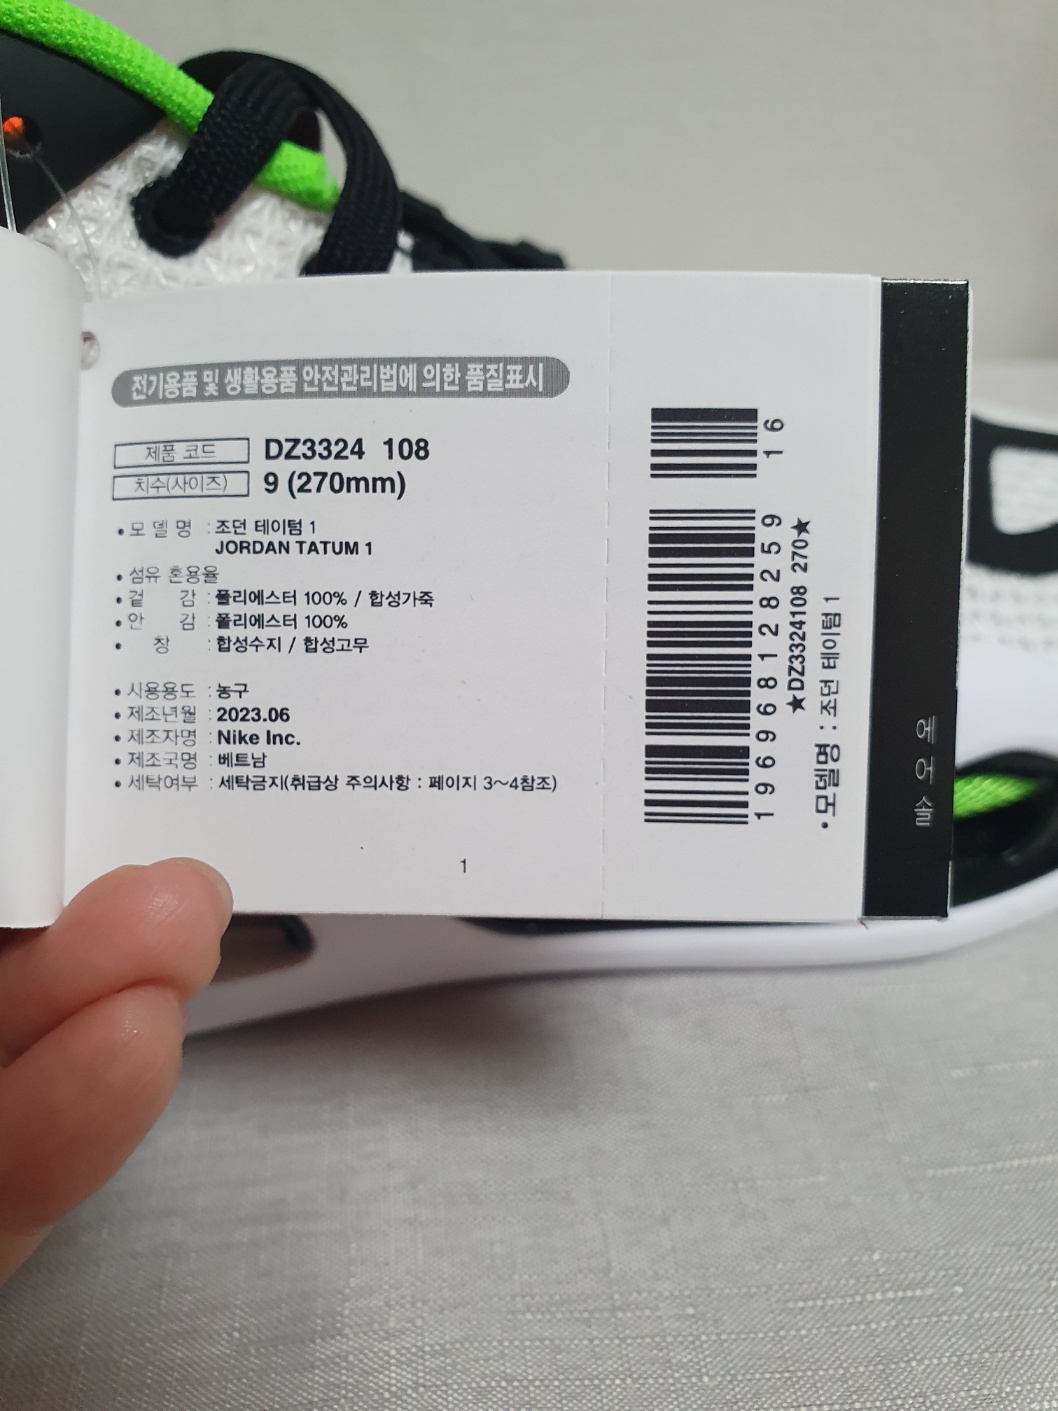 전기용품 및 생활용품 안전관리법에 의한 품질표시
제품 코드 DZ3324 108
치수(사이즈) 9 (270mm)
• 모 델 명 : 조던 테이텀 1
JORDAN TATUM 1
• 섬유 혼용율
• 겉 감 : 폴리에스터 100% / 합성가죽
• 안 감 : 폴리에스터 100%
• 창 : 합성수지 / 합성고무
• 사용용도 : 농구
• 제조년월 : 2023.06
• 제조자명 : Nike Inc.
• 제조국명 : 베트남
• 세탁여부 : 세탁금지(취급상 주의사항 : 페이지 3~4참조)
1
16
196968128259
★DZ3324108 270★
• 모델명 : 조던 테이텀 1
에 어 솔